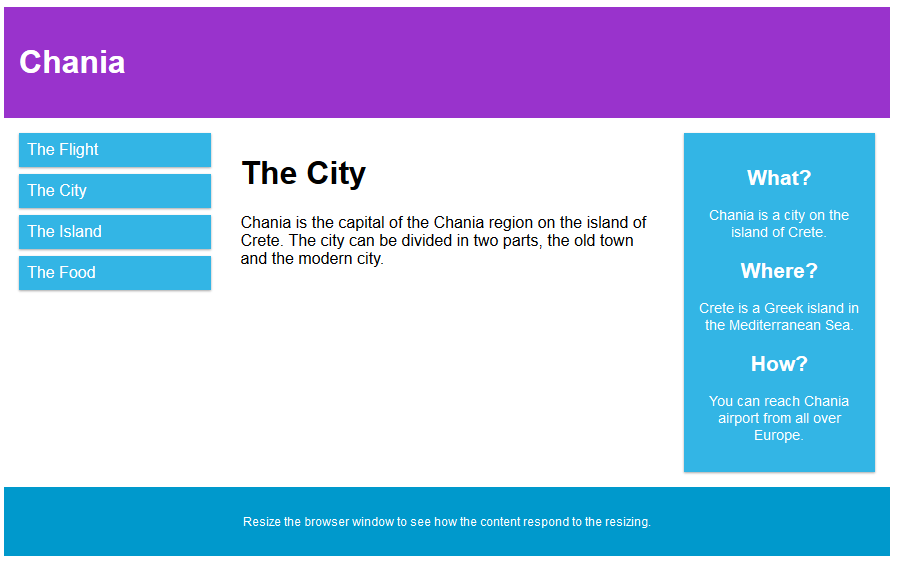 Chania
The Flight
The City
The Island
The Food
The City
Chania is the capital of the Chania region on the island of
Crete. The city can be divided in two parts, the old town
and the modern city.
What?
Chania is a city on the
island of Crete.
Where?
Crete is a Greek island in
the Mediterranean Sea.
How?
You can reach Chania
airport from all over
Europe.
Resize the browser window to see how the content respond to the resizing.